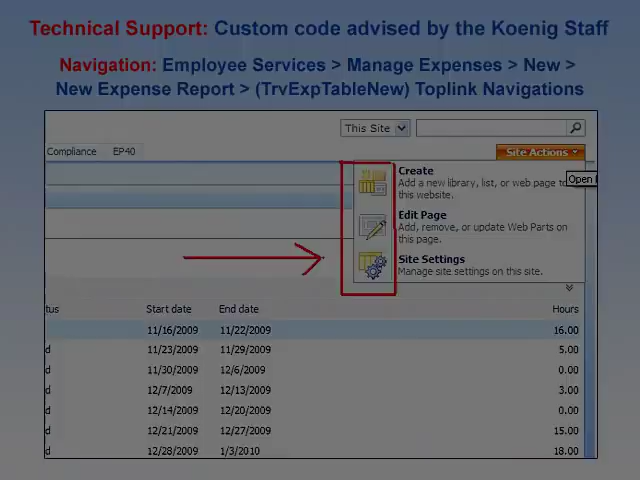 Technical Support: Custom code advised by the Koenig Staff
Navigation: Employee Services > Manage Expenses > New >
New Expense Report > (TrvExpTableNew) Toplink Navigations
This Site
Compliance EP40 Site Actions
Create
Add a new library, list, or web page to
this website.
Open
Edit Page
Add, remove, or update Web Parts on
this page.
Site Settings
Manage site settings on this site.
tus Start date End date Hours
11/16/2009 11/22/2009 16.00
d 11/23/2009 11/29/2009 5.00
d 11/30/2009 12/6/2009 0.00
d 12/7/2009 12/13/2009 3.00
d 12/14/2009 12/20/2009 0.00
d 12/21/2009 12/27/2009 15.00
d 12/28/2009 1/3/2010 18.00